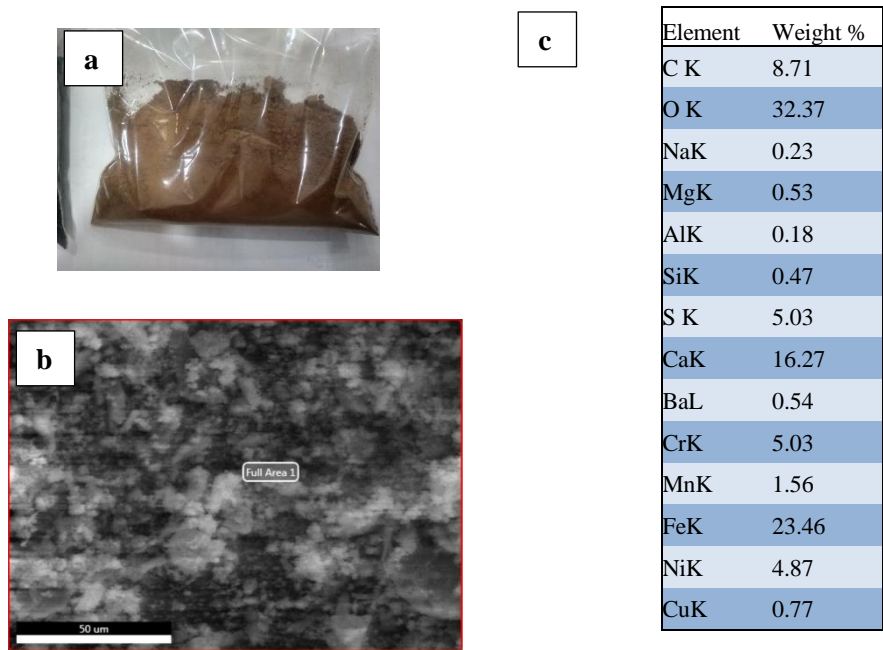 a
b
Full Area 1
50 um
c
Element Weight %
C K 8.71
O K 32.37
NaK 0.23
MgK 0.53
AlK 0.18
SiK 0.47
S K 5.03
CaK 16.27
BaL 0.54
CrK 5.03
MnK 1.56
FeK 23.46
NiK 4.87
CuK 0.77